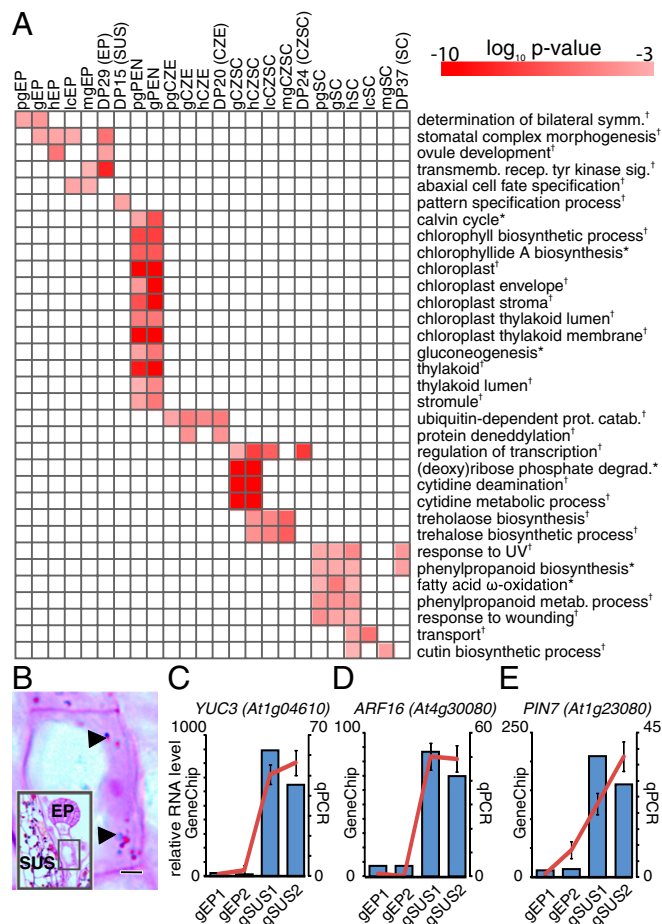 A
log₁₀ p-value
-10
-3
pgEP
gEP
hEP
lcEP
mgEP
DP29 (EP)
DP15 (SUS)
pgPEN
gPEN
pgCZE
gCZE
hCZE
DP20 (CZE)
gCZSC
hCZSC
lcCZSC
mgCZSC
DP24 (CZSC)
pgSC
gSC
hSC
lcSC
mgSC
DP37 (SC)
determination of bilateral symm.†
stomatal complex morphogenesis†
ovule development†
transmemb. recep. tyr kinase sig.†
abaxial cell fate specification†
pattern specification process†
calvin cycle*
chlorophyll biosynthetic process†
chlorophyllide A biosynthesis*
chloroplast†
chloroplast envelope†
chloroplast stroma†
chloroplast thylakoid lumen†
chloroplast thylakoid membrane†
gluconeogenesis*
thylakoid†
thylakoid lumen†
stromule†
ubiquitin-dependent prot. catab.†
protein deneddylation†
regulation of transcription†
(deoxy)ribose phosphate degrad.*
cytidine deamination†
cytidine metabolic process†
treholaose biosynthesis†
trehalose biosynthetic process†
response to UV†
phenylpropanoid biosynthesis*
fatty acid ω-oxidation*
phenylpropanoid metab. process†
response to wounding†
transport†
cutin biosynthetic process†
B
EP
SUS
C
YUC3 (At1g04610)
1000
0
70
0
relative RNA level
GeneChip
qPCR
gEP1
gEP2
gSUS1
gSUS2
D
ARF16 (At4g30080)
100
0
60
0
GeneChip
qPCR
gEP1
gEP2
gSUS1
gSUS2
E
PIN7 (At1g23080)
250
0
45
0
GeneChip
qPCR
gEP1
gEP2
gSUS1
gSUS2